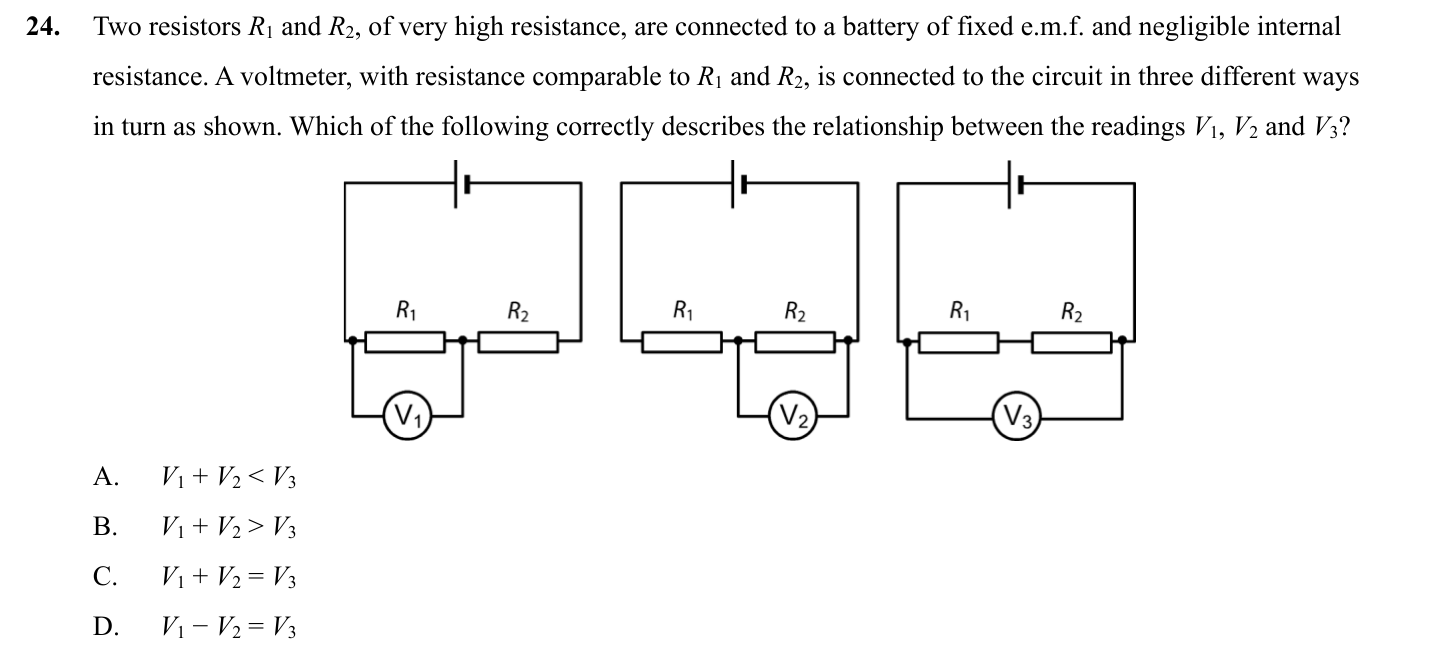 24. Two resistors R₁ and R₂, of very high resistance, are connected to a battery of fixed e.m.f. and negligible internal
resistance. A voltmeter, with resistance comparable to R₁ and R₂, is connected to the circuit in three different ways
in turn as shown. Which of the following correctly describes the relationship between the readings V₁, V₂ and V₃?
R₁ R₂ R₁ R₂ R₁ R₂
V₁ V₂ V₃
A. V₁ + V₂ < V₃
B. V₁ + V₂ > V₃
C. V₁ + V₂ = V₃
D. V₁ − V₂ = V₃